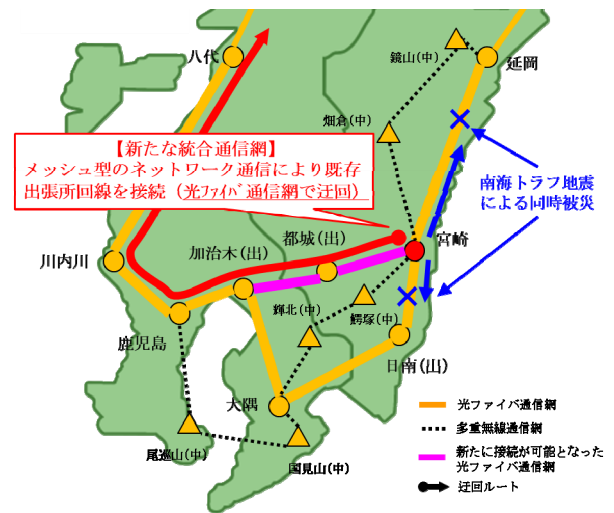 八代
鏡山(中)
延岡
畑倉(中)
【新たな統合通信網】
メッシュ型のネットワーク通信により既存
出張所回線を接続（光ﾌｧｲﾊﾞ通信網で迂回）
南海トラフ地震
による同時被災
宮崎
都城(出)
加治木(出)
川内川
輝北(中)
鰐塚(中)
鹿児島
日南(出)
大隅
尾巡山(中)
国見山(中)
光ファイバ通信網
多重無線通信網
新たに接続が可能となった
光ファイバ通信網
迂回ルート